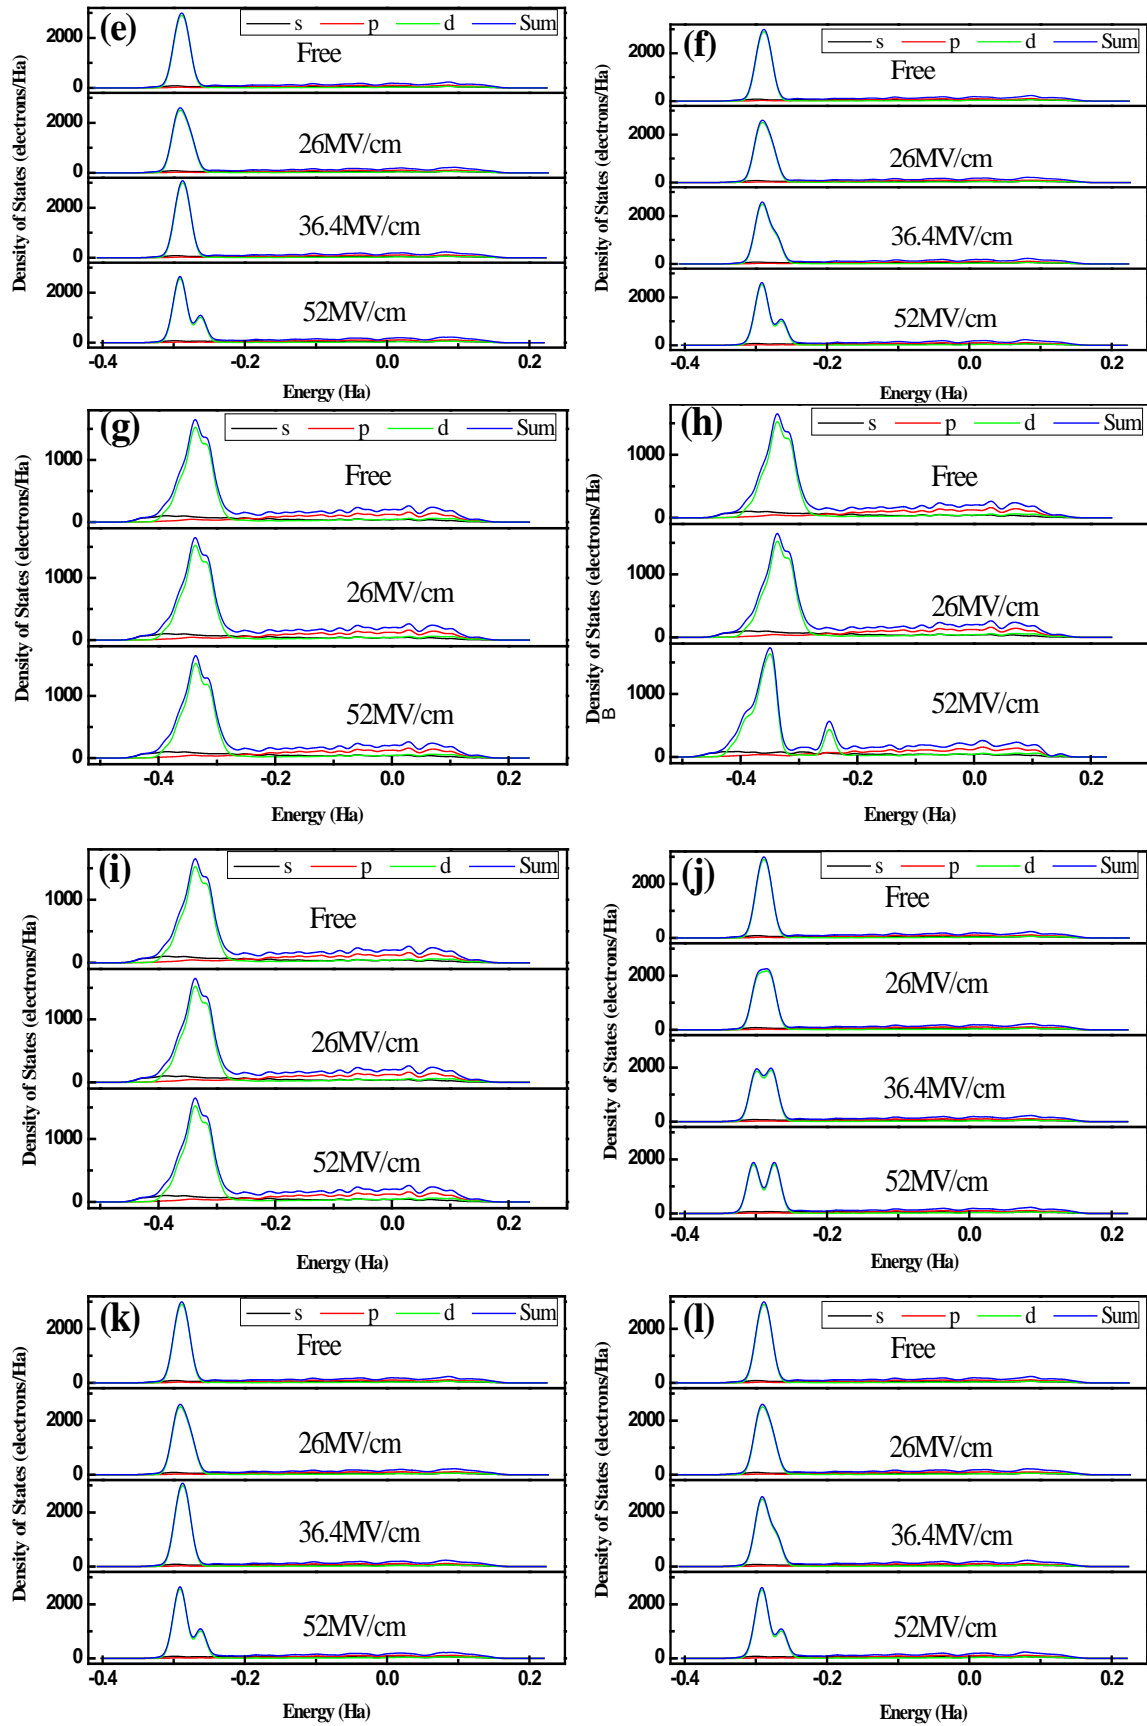 (e)
s p d Sum
Free
26MV/cm
36.4MV/cm
52MV/cm
2000
0
2000
0
2000
0
2000
0
-0.4 -0.2 0.0 0.2
Energy (Ha)
Density of States (electrons/Ha)
(f)
s p d Sum
Free
26MV/cm
36.4MV/cm
52MV/cm
2000
0
2000
0
2000
0
2000
0
-0.4 -0.2 0.0 0.2
Energy (Ha)
Density of States (electrons/Ha)
(g)
s p d Sum
Free
26MV/cm
52MV/cm
1000
0
1000
0
1000
0
-0.4 -0.2 0.0 0.2
Energy (Ha)
Density of States (electrons/Ha)
(h)
s p d Sum
Free
26MV/cm
52MV/cm
1000
0
1000
0
1000
0
-0.4 -0.2 0.0 0.2
Energy (Ha)
Density of States (electrons/Ha)
B
(i)
s p d Sum
Free
26MV/cm
52MV/cm
1000
0
1000
0
1000
0
-0.4 -0.2 0.0 0.2
Energy (Ha)
Density of States (electrons/Ha)
(j)
s p d Sum
Free
26MV/cm
36.4MV/cm
52MV/cm
2000
0
2000
0
2000
0
2000
0
-0.4 -0.2 0.0 0.2
Energy (Ha)
Density of States (electrons/Ha)
(k)
s p d Sum
Free
26MV/cm
36.4MV/cm
52MV/cm
2000
0
2000
0
2000
0
2000
0
-0.4 -0.2 0.0 0.2
Energy (Ha)
Density of States (electrons/Ha)
(l)
s p d Sum
Free
26MV/cm
36.4MV/cm
52MV/cm
2000
0
2000
0
2000
0
2000
0
-0.4 -0.2 0.0 0.2
Energy (Ha)
Density of States (electrons/Ha)